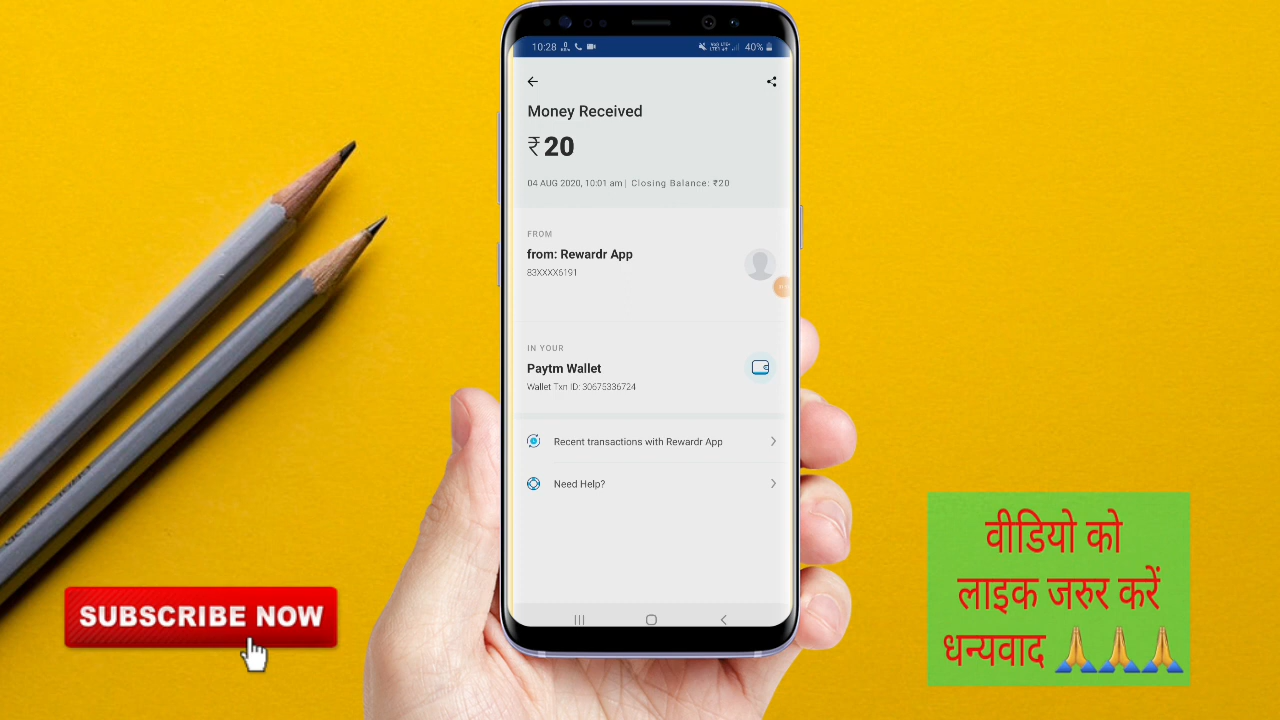 10:28
40%
Money Received
₹20
04 AUG 2020, 10:01 am | Closing Balance: ₹20
FROM
from: Rewardr App
83XXXX6191
IN YOUR
Paytm Wallet
Wallet Txn ID: 30675336724
Recent transactions with Rewardr App
Need Help?
SUBSCRIBE NOW
वीडियो को
लाइक जरुर करें
धन्यवाद 🙏🙏🙏